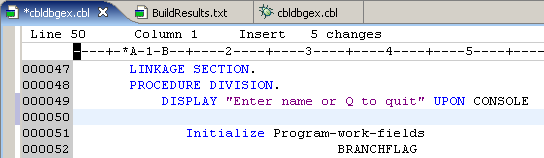 *cbldbgex.cbl BuildResults.txt cbldbgex.cbl
Line 50 Column 1 Insert 5 changes
----+-*A-1-B--+----2----+----3----+----4----+----5----+
000047 LINKAGE SECTION.
000048 PROCEDURE DIVISION.
000049 DISPLAY "Enter name or Q to quit" UPON CONSOLE
000050
000051 Initialize Program-work-fields
000052 BRANCHFLAG